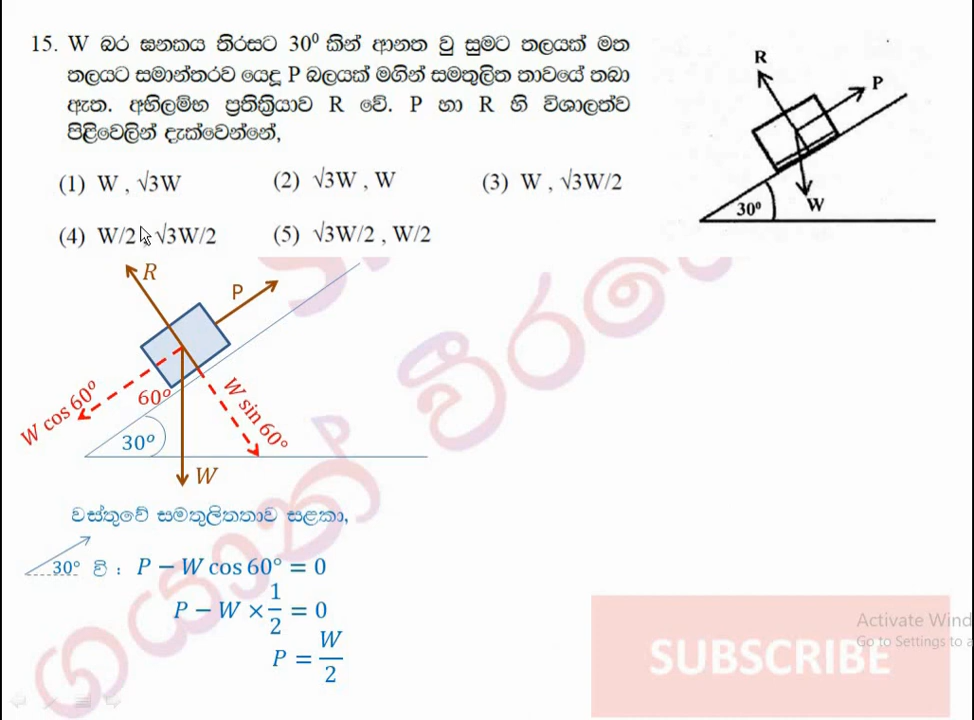 15. W බර ඝනකය තිරසට 30⁰ කින් ආනත වු සුමට තලයක් මත
තලයට සමාන්තරව යෙදූ P බලයක් මගින් සමතුලිත තාවයේ තබා
ඇත. අභිලම්භ ප්‍රතික්‍රියාව R වේ. P හා R හි විශාලත්ව
පිළිවෙලින් දැක්වෙන්නේ,
(1) W , √3W (2) √3W , W (3) W , √3W/2
(4) W/2 , √3W/2 (5) √3W/2 , W/2
R
P
30⁰
W
R
P
W cos 60°
60°
W sin 60°
30°
W
වස්තුවේ සමතුලිතතාව සළකා,
30° වි : P − W cos 60° = 0
P − W × 1/2 = 0
P = W/2
SUBSCRIBE
Activate Wind
Go to Settings to a